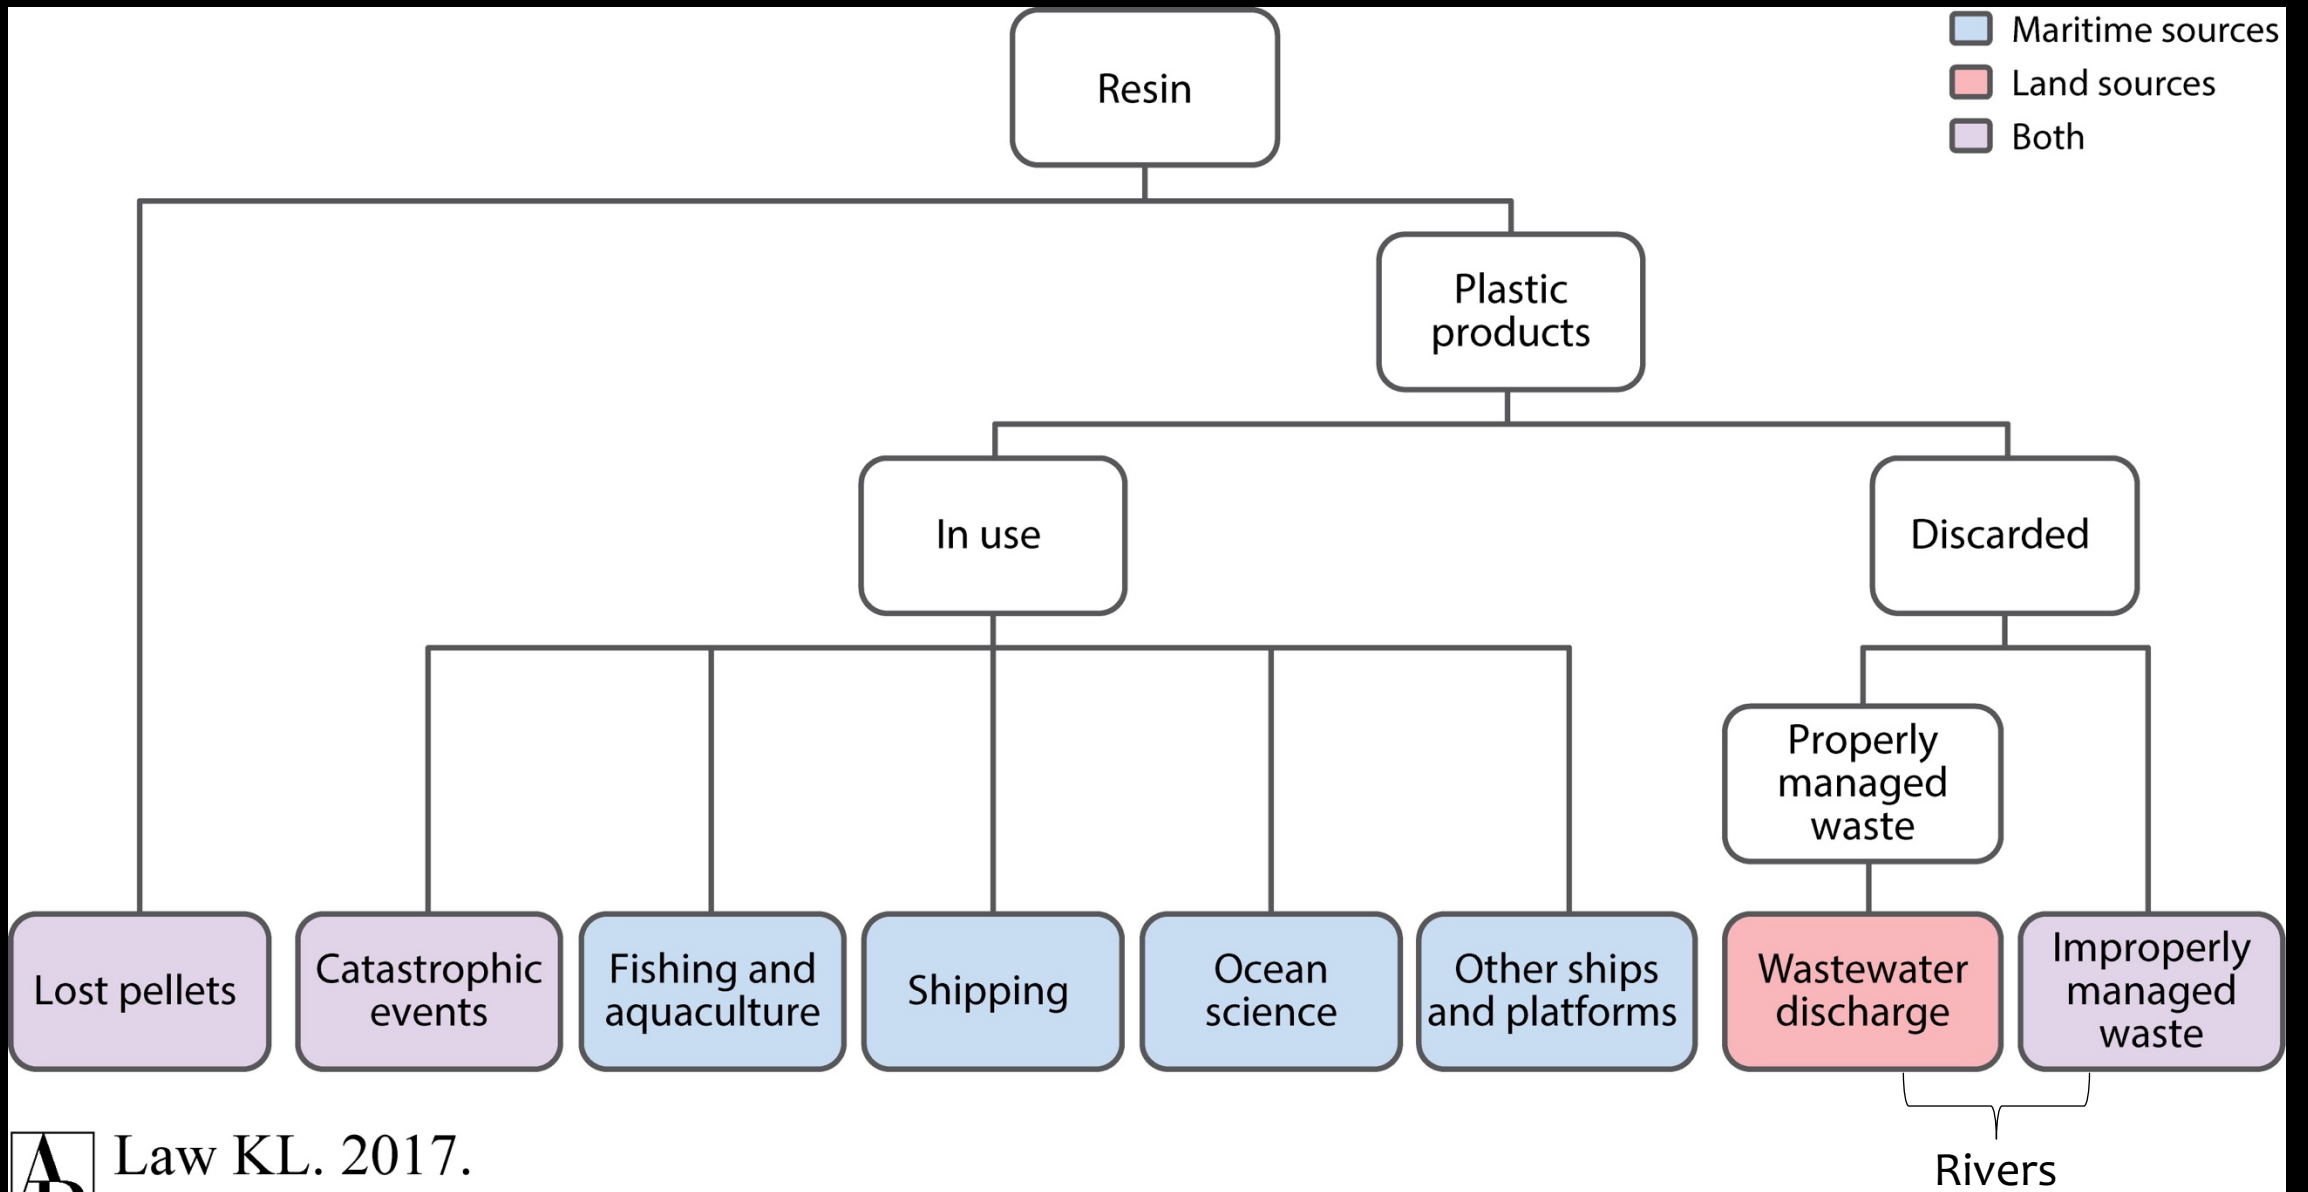 Resin
Maritime sources
Land sources
Both
Plastic
products
In use
Discarded
Properly
managed
waste
Lost pellets
Catastrophic
events
Fishing and
aquaculture
Shipping
Ocean
science
Other ships
and platforms
Wastewater
discharge
Improperly
managed
waste
Law KL. 2017.
Rivers